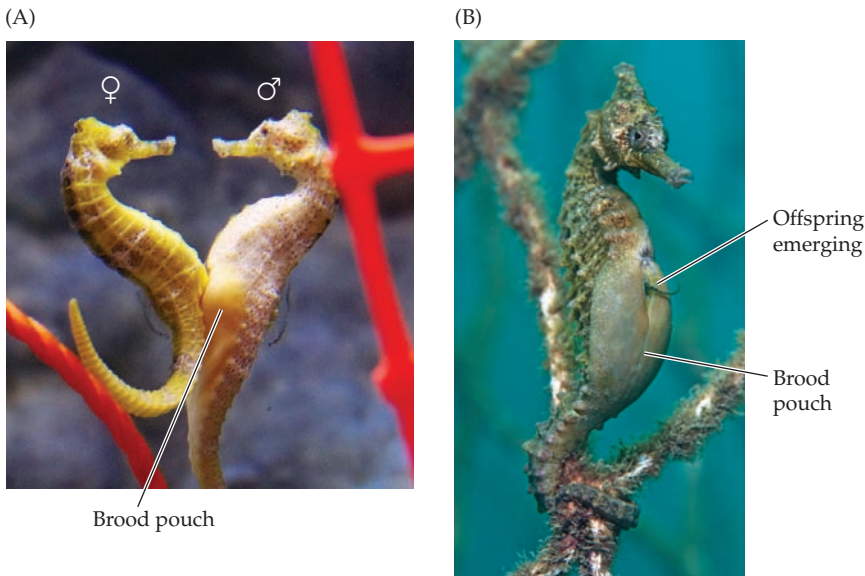 (A)
♀
♂
Brood pouch
(B)
Offspring
emerging
Brood
pouch